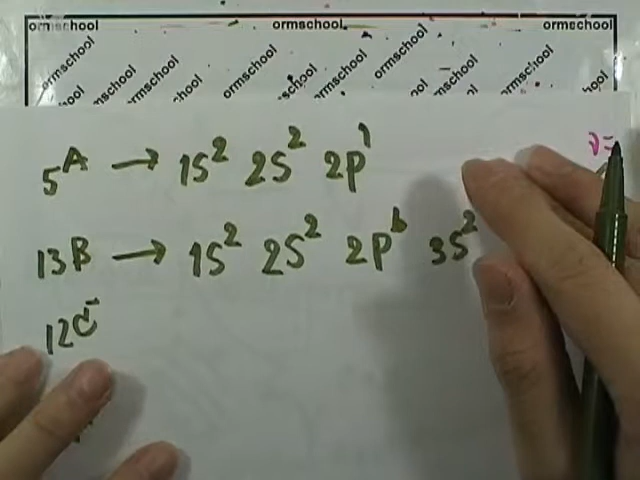 ormschool ormschool ormschool
ormschool ormschool ormschool ormschool ormschool ormschool
₅A → 1S² 2S² 2P¹
ν=
₁₃B → 1S² 2S² 2P⁶ 3S²
₁₂C⁻